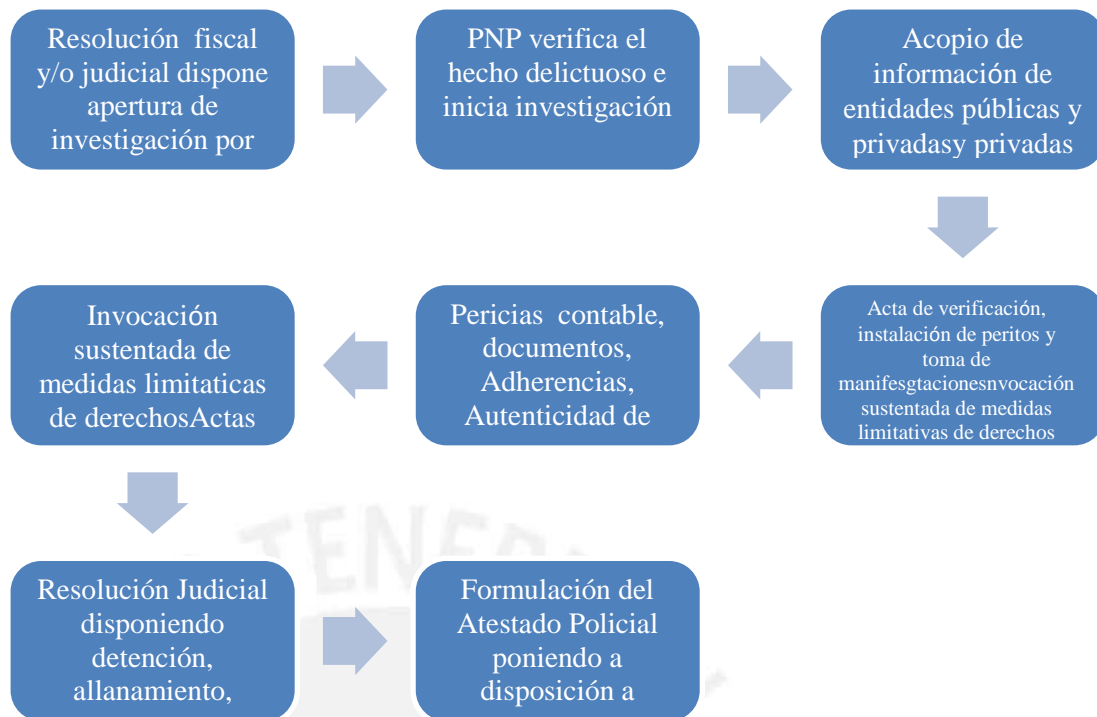 Resolución fiscal
y/o judicial dispone
apertura de
investigación por
PNP verifica el
hecho delictuoso e
inicia investigación
Acopio de
información de
entidades públicas y
privadasy privadas
Acta de verificación,
instalación de peritos y
toma de
manifesgtacionesnvocación
sustentada de medidas
limitativas de derechos
Pericias contable,
documentos,
Adherencias,
Autenticidad de
Invocación
sustentada de
medidas limitaticas
de derechosActas
Resolución Judicial
disponiendo
detención,
allanamiento,
Formulación del
Atestado Policial
poniendo a
disposición a